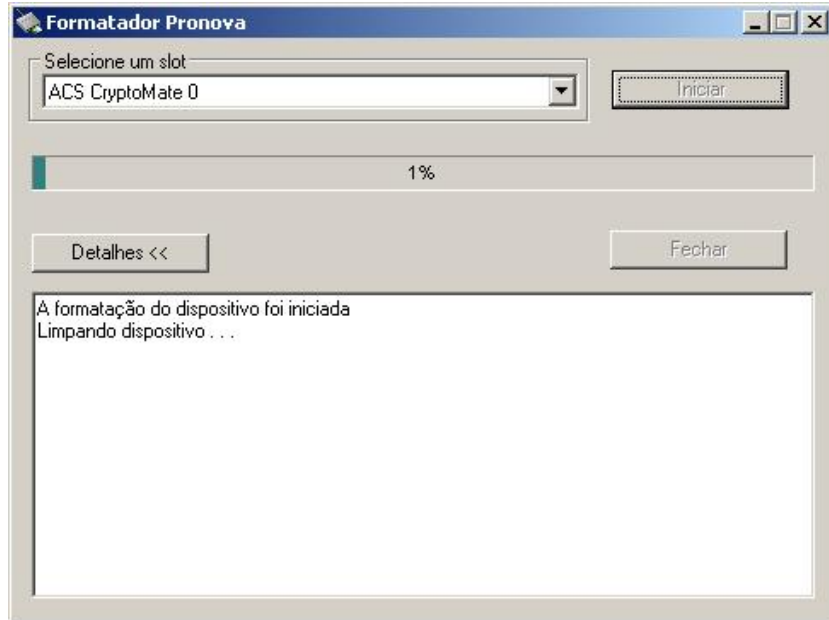 Formatador Pronova
Selecione um slot
ACS CryptoMate 0
Iniciar
1%
Detalhes <<
Fechar
A formatação do dispositivo foi iniciada
Limpando dispositivo . . .